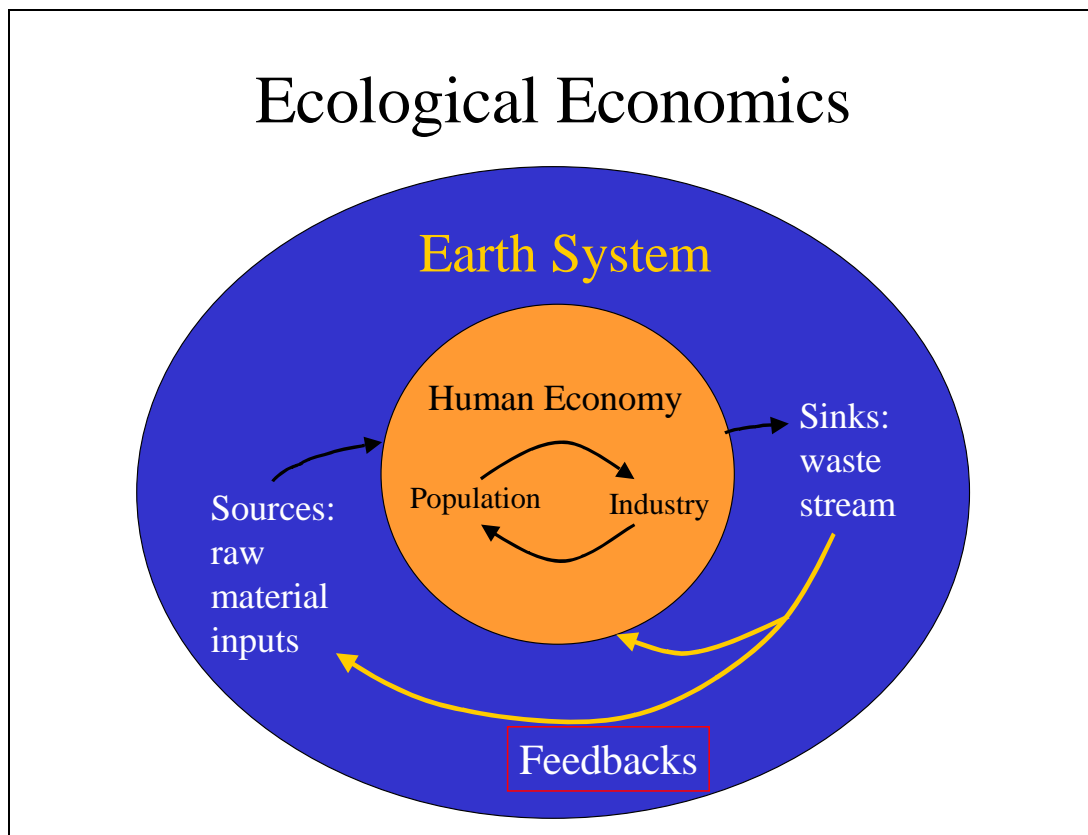 Ecological Economics
Earth System
Human Economy
Population
Industry
Sources:
raw
material
inputs
Sinks:
waste
stream
Feedbacks